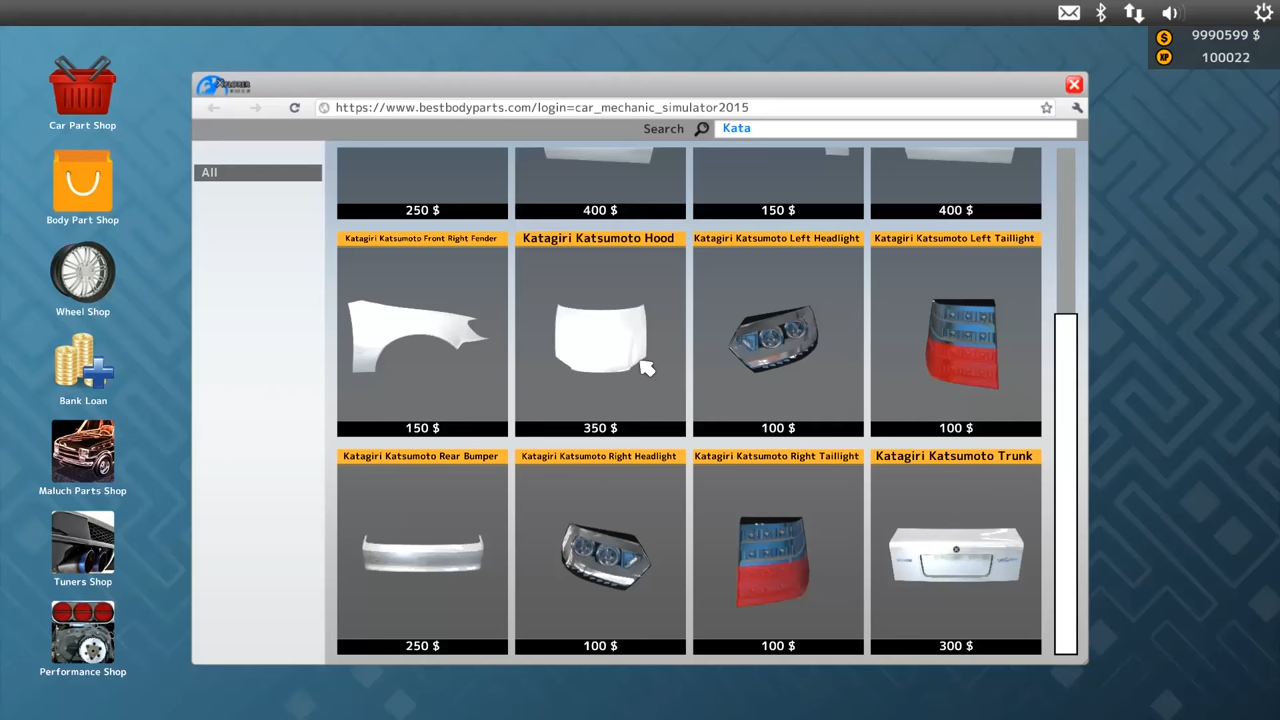 9990599 $
100022
https://www.bestbodyparts.com/login=car_mechanic_simulator2015
Search
Kata
Car Part Shop
Body Part Shop
Wheel Shop
Bank Loan
Maluch Parts Shop
Tuners Shop
Performance Shop
All
250 $
400 $
150 $
400 $
Katagiri Katsumoto Front Right Fender
Katagiri Katsumoto Hood
Katagiri Katsumoto Left Headlight
Katagiri Katsumoto Left Taillight
150 $
350 $
100 $
100 $
Katagiri Katsumoto Rear Bumper
Katagiri Katsumoto Right Headlight
Katagiri Katsumoto Right Taillight
Katagiri Katsumoto Trunk
250 $
100 $
100 $
300 $